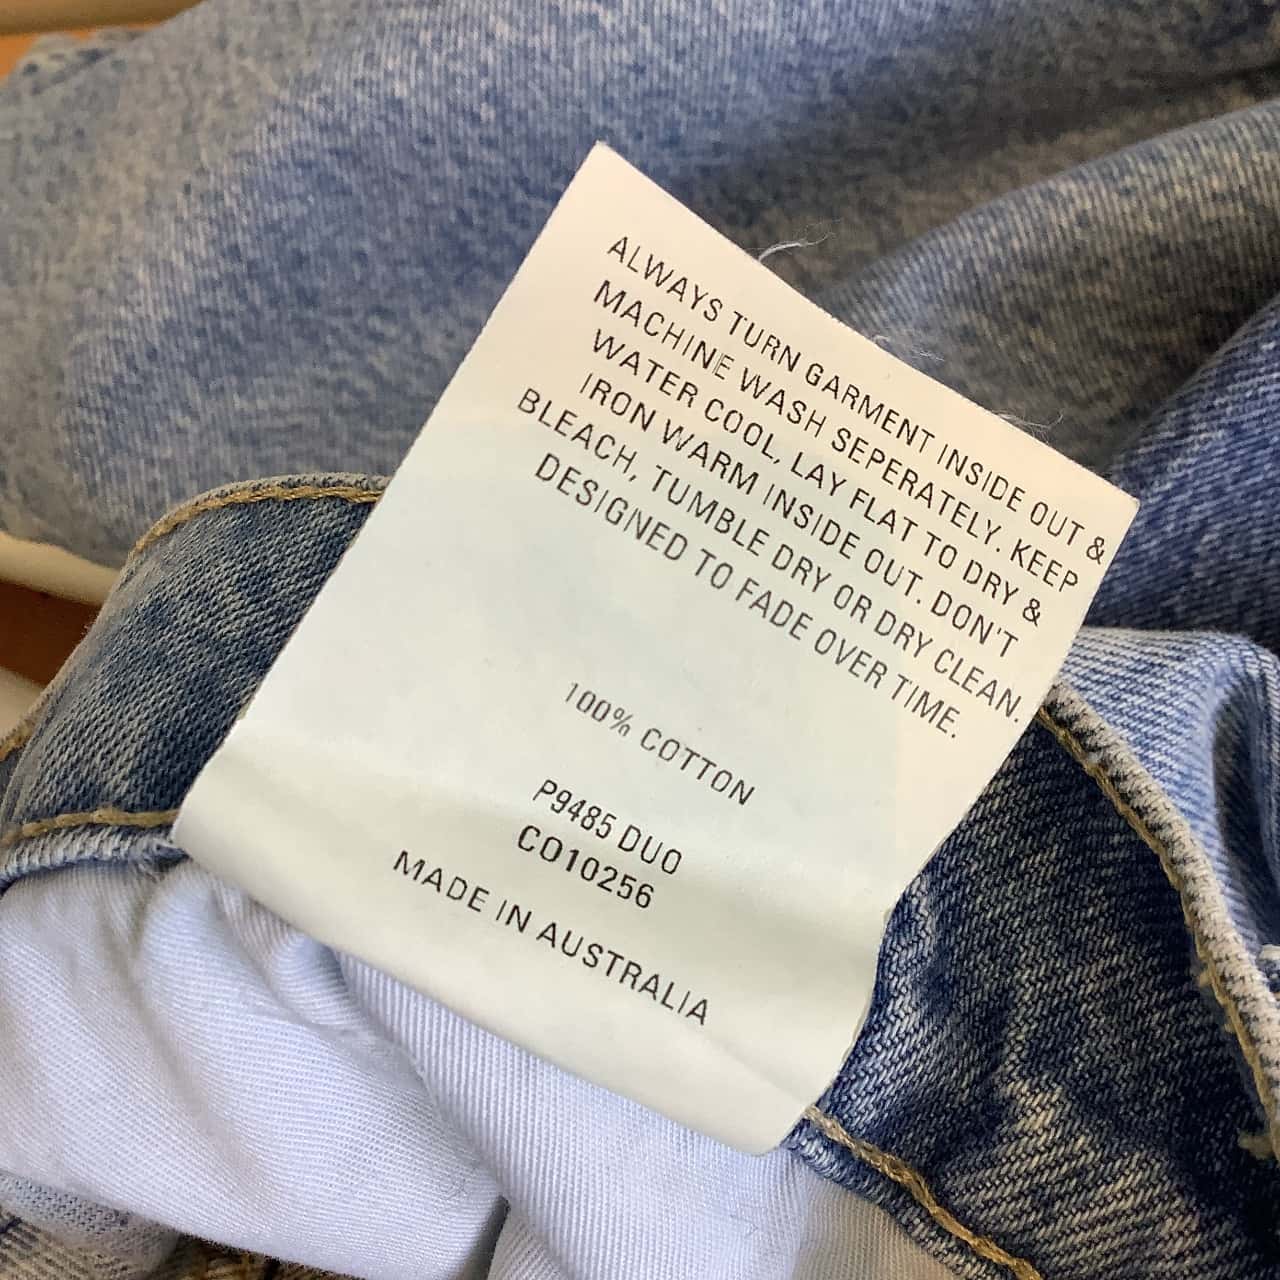 ALWAYS TURN GARMENT INSIDE OUT &
MACHINE WASH SEPERATELY. KEEP
WATER COOL, LAY FLAT TO DRY &
IRON WARM INSIDE OUT. DON'T
BLEACH, TUMBLE DRY OR DRY CLEAN.
DESIGNED TO FADE OVER TIME.
100% COTTON
P9485 DUO
CO10256
MADE IN AUSTRALIA